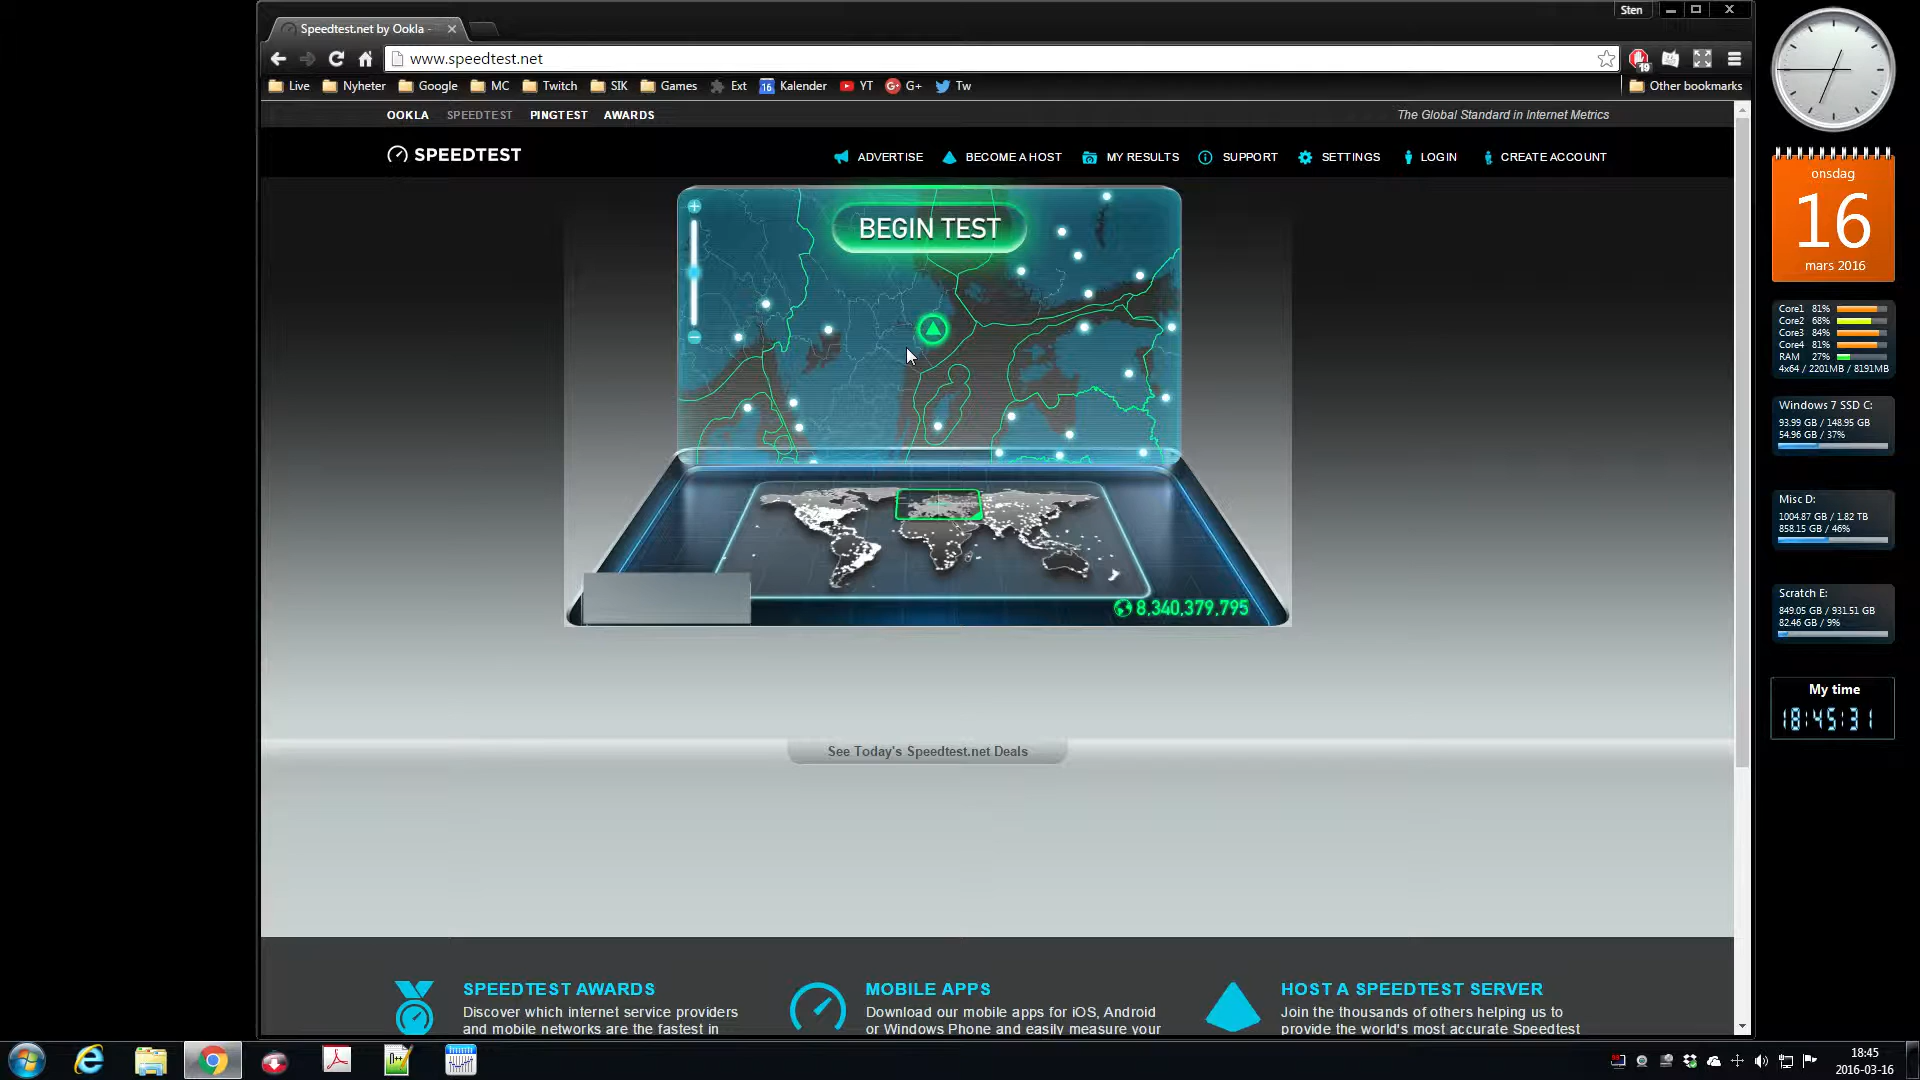 Sten
Speedtest.net by Ookla -
www.speedtest.net
19
Live Nyheter Google MC Twitch SIK Games Ext 16 Kalender YT G+ Tw Other bookmarks
OOKLA SPEEDTEST PINGTEST AWARDS The Global Standard in Internet Metrics
SPEEDTEST ADVERTISE BECOME A HOST MY RESULTS SUPPORT SETTINGS LOGIN CREATE ACCOUNT
BEGIN TEST
8,340,379,795
See Today's Speedtest.net Deals
SPEEDTEST AWARDS
Discover which internet service providers
and mobile networks are the fastest in
MOBILE APPS
Download our mobile apps for iOS, Android
or Windows Phone and easily measure your
HOST A SPEEDTEST SERVER
Join the thousands of others helping us to
provide the world's most accurate Speedtest
onsdag
16
mars 2016
Core1 81%
Core2 68%
Core3 84%
Core4 81%
RAM 27%
4x64 / 2201MB / 8191MB
Windows 7 SSD C:
93.99 GB / 148.95 GB
54.96 GB / 37%
Misc D:
1004.87 GB / 1.82 TB
858.15 GB / 46%
Scratch E:
849.05 GB / 931.51 GB
82.46 GB / 9%
My time
18:45:31
18:45
2016-03-16